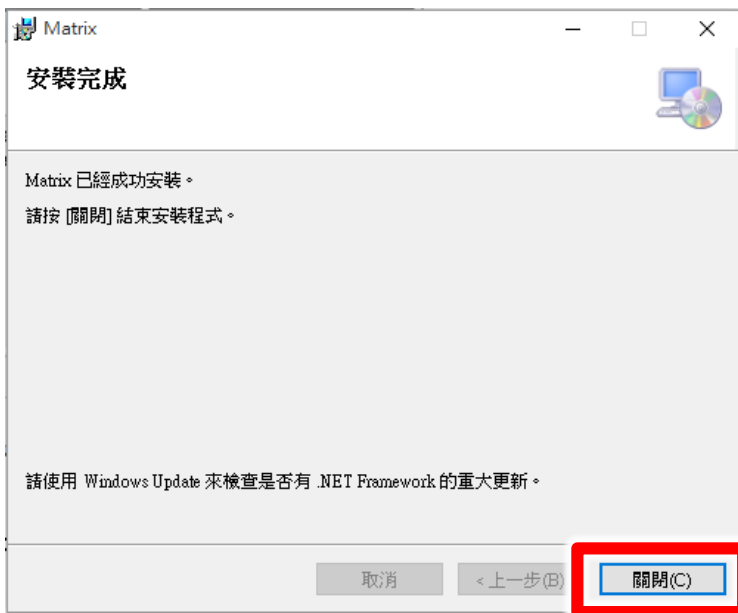 Matrix
安裝完成
Matrix 已經成功安裝。
請按 [關閉] 結束安裝程式。
請使用 Windows Update 來檢查是否有 .NET Framework 的重大更新。
取消
< 上一步(B)
關閉(C)